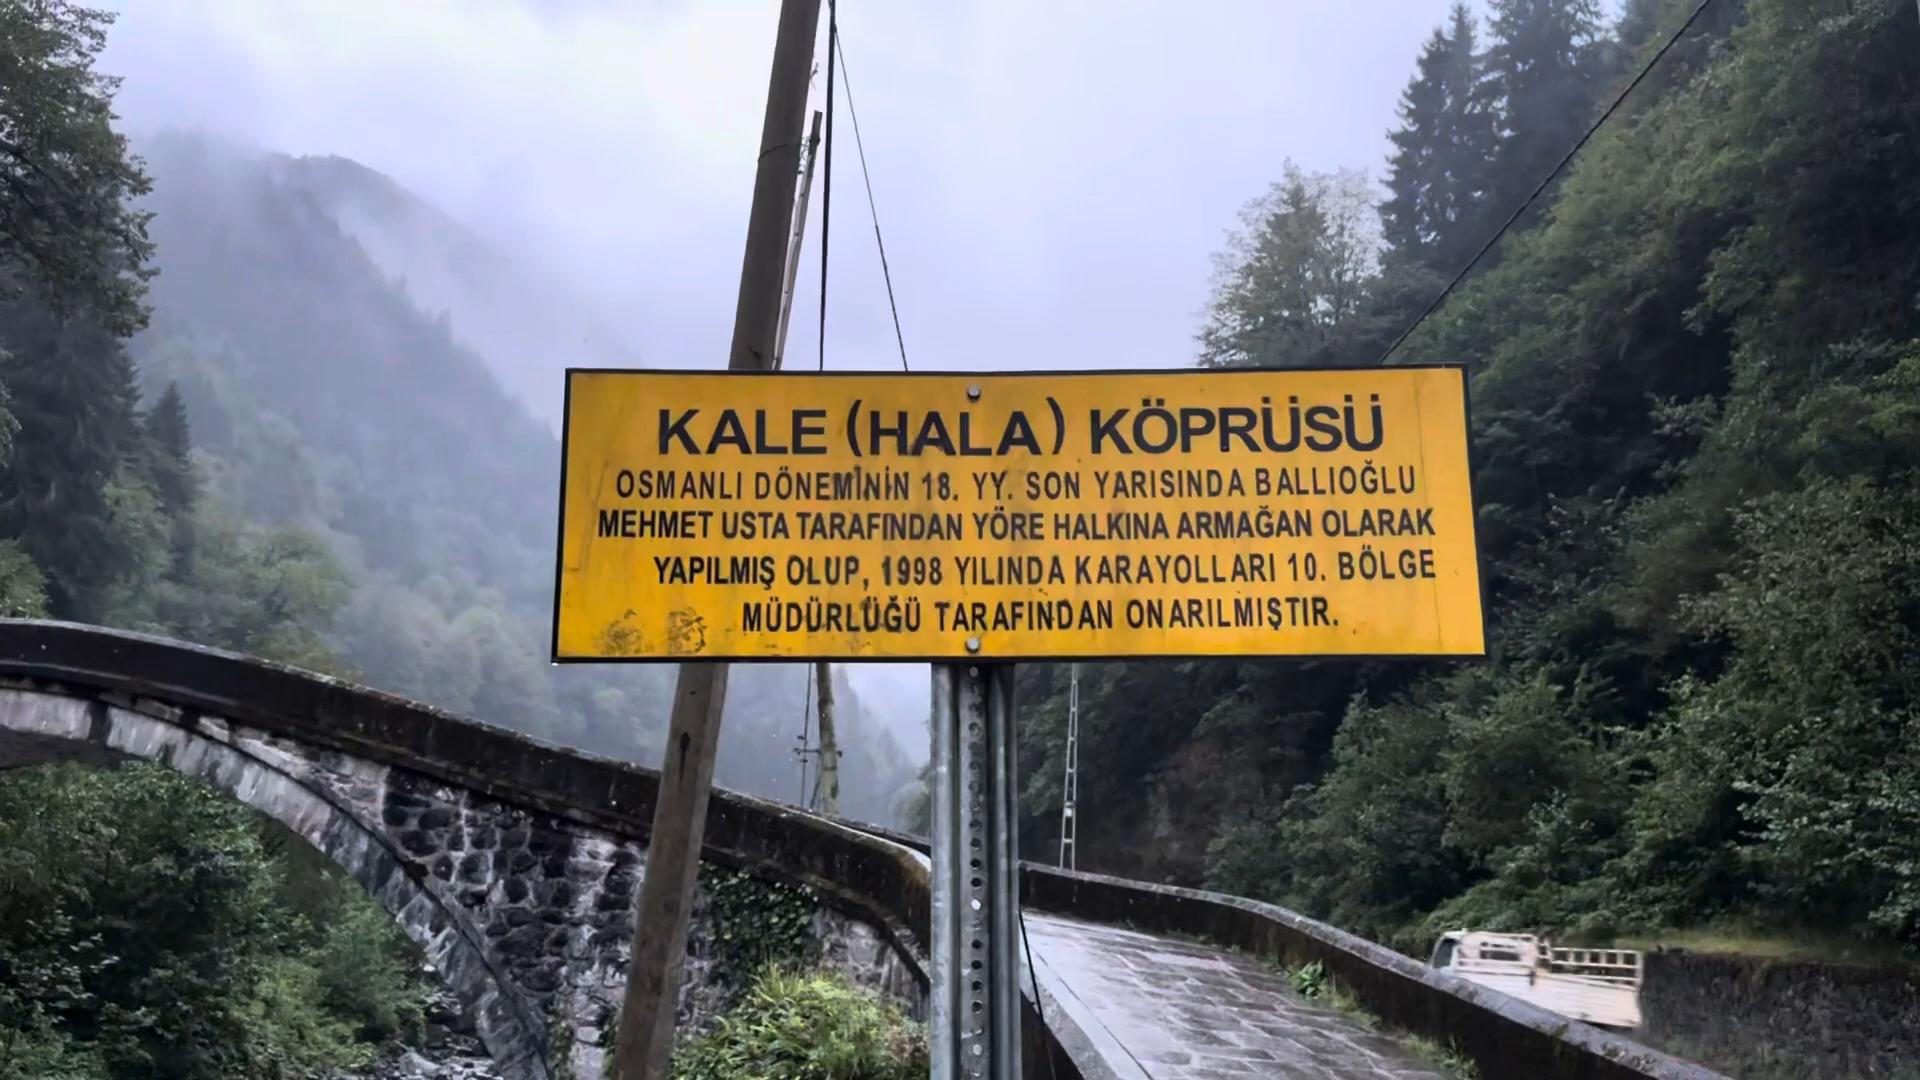 KALE (HALA) KÖPRÜSÜ
OSMANLI DÖNEMİNİN 18. YY. SON YARISINDA BALLIOĞLU
MEHMET USTA TARAFINDAN YÖRE HALKINA ARMAĞAN OLARAK
YAPILMIŞ OLUP, 1998 YILINDA KARAYOLLARI 10. BÖLGE
MÜDÜRLÜĞÜ TARAFINDAN ONARILMIŞTIR.